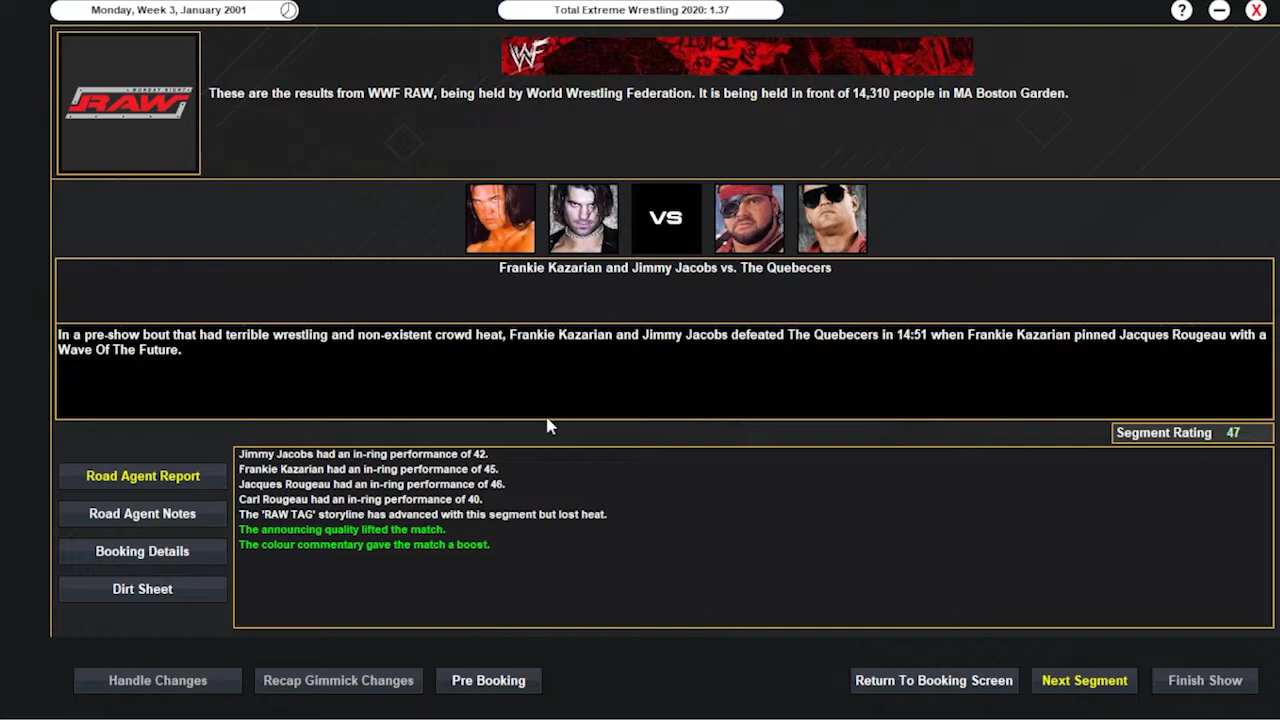 Monday, Week 3, January 2001
Total Extreme Wrestling 2020: 1.37
?
X
WF
MONDAY NIGHT
RAW
These are the results from WWF RAW, being held by World Wrestling Federation. It is being held in front of 14,310 people in MA Boston Garden.
VS
Frankie Kazarian and Jimmy Jacobs vs. The Quebecers
In a pre-show bout that had terrible wrestling and non-existent crowd heat, Frankie Kazarian and Jimmy Jacobs defeated The Quebecers in 14:51 when Frankie Kazarian pinned Jacques Rougeau with a
Wave Of The Future.
Segment Rating 47
Road Agent Report
Road Agent Notes
Booking Details
Dirt Sheet
Jimmy Jacobs had an in-ring performance of 42.
Frankie Kazarian had an in-ring performance of 45.
Jacques Rougeau had an in-ring performance of 46.
Carl Rougeau had an in-ring performance of 40.
The 'RAW TAG' storyline has advanced with this segment but lost heat.
The announcing quality lifted the match.
The colour commentary gave the match a boost.
Handle Changes
Recap Gimmick Changes
Pre Booking
Return To Booking Screen
Next Segment
Finish Show